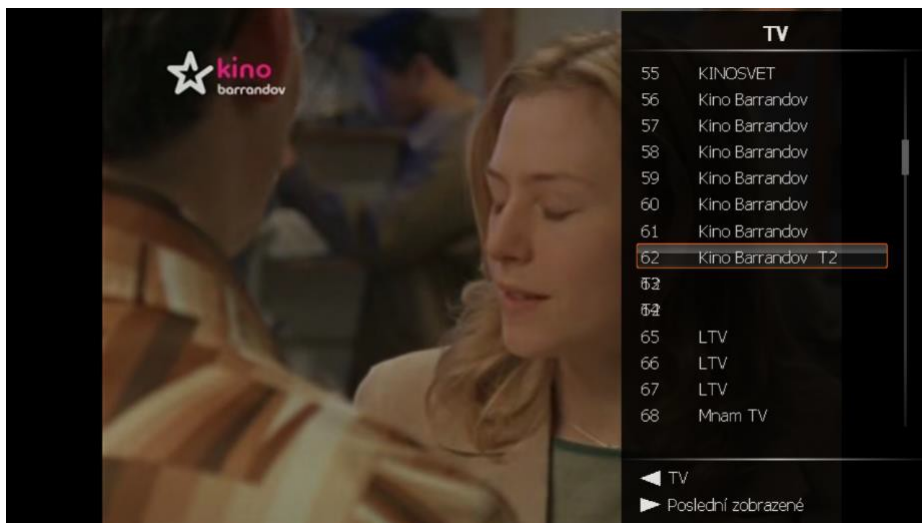 kino
barrandov
TV
55 KINOSVET
56 Kino Barrandov
57 Kino Barrandov
58 Kino Barrandov
59 Kino Barrandov
60 Kino Barrandov
61 Kino Barrandov
62 Kino Barrandov T2
65 LTV
66 LTV
67 LTV
68 Mnam TV
TV
Poslední zobrazené